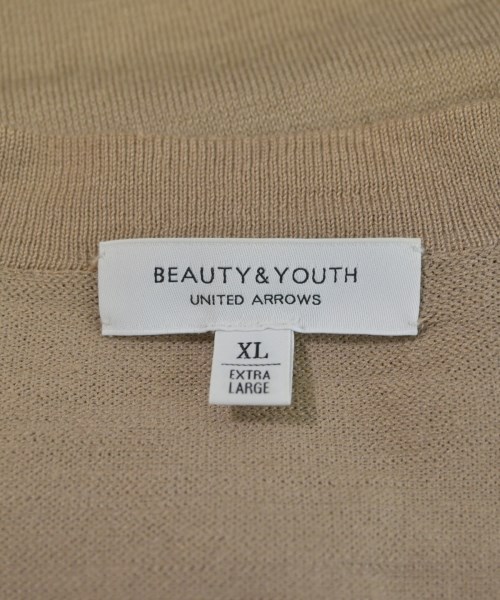 BEAUTY&YOUTH
UNITED ARROWS
XL
EXTRA
LARGE